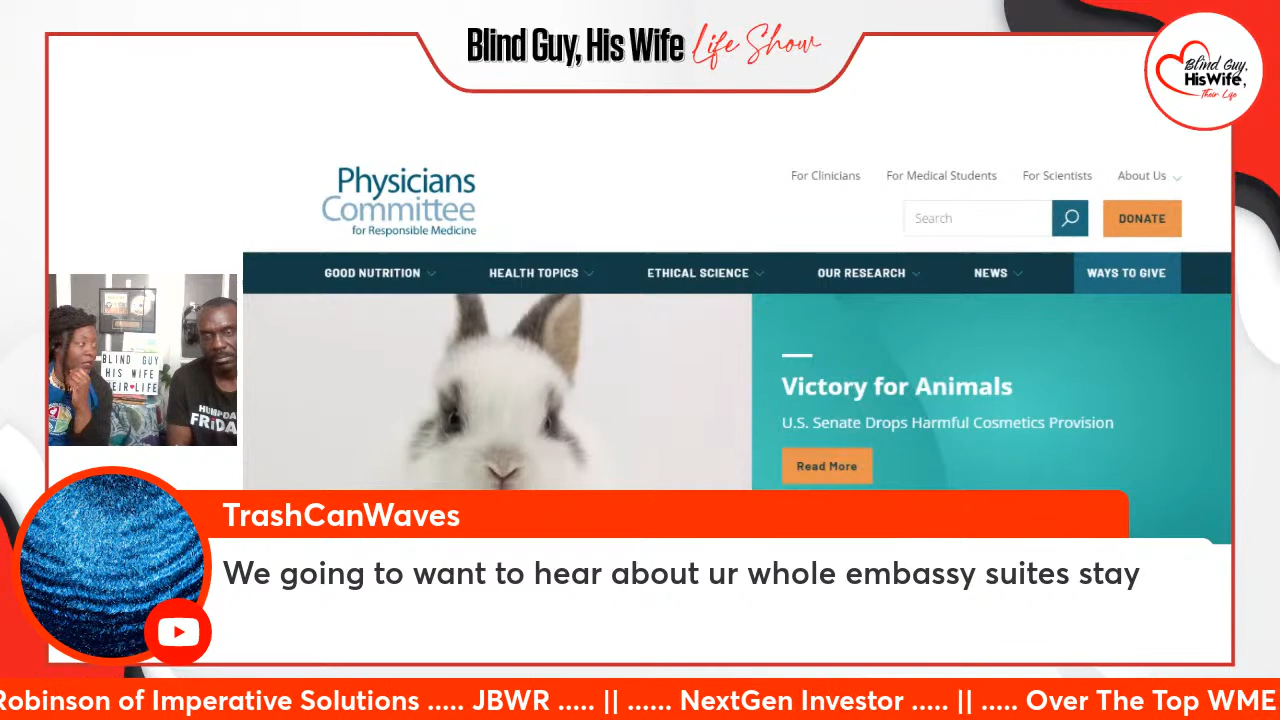 Blind Guy, His Wife Life Show
Blind Guy,
His Wife,
Their Life
Physicians
Committee
for Responsible Medicine
For Clinicians
For Medical Students
For Scientists
About Us
Search
DONATE
GOOD NUTRITION
HEALTH TOPICS
ETHICAL SCIENCE
OUR RESEARCH
NEWS
WAYS TO GIVE
BLIND GUY
HIS WIFE
HEIR♥LIFE
HUMPDA
FRiDA
Victory for Animals
U.S. Senate Drops Harmful Cosmetics Provision
Read More
TrashCanWaves
We going to want to hear about ur whole embassy suites stay
Robinson of Imperative Solutions ..... JBWR ..... || ...... NextGen Investor ..... || ..... Over The Top WME